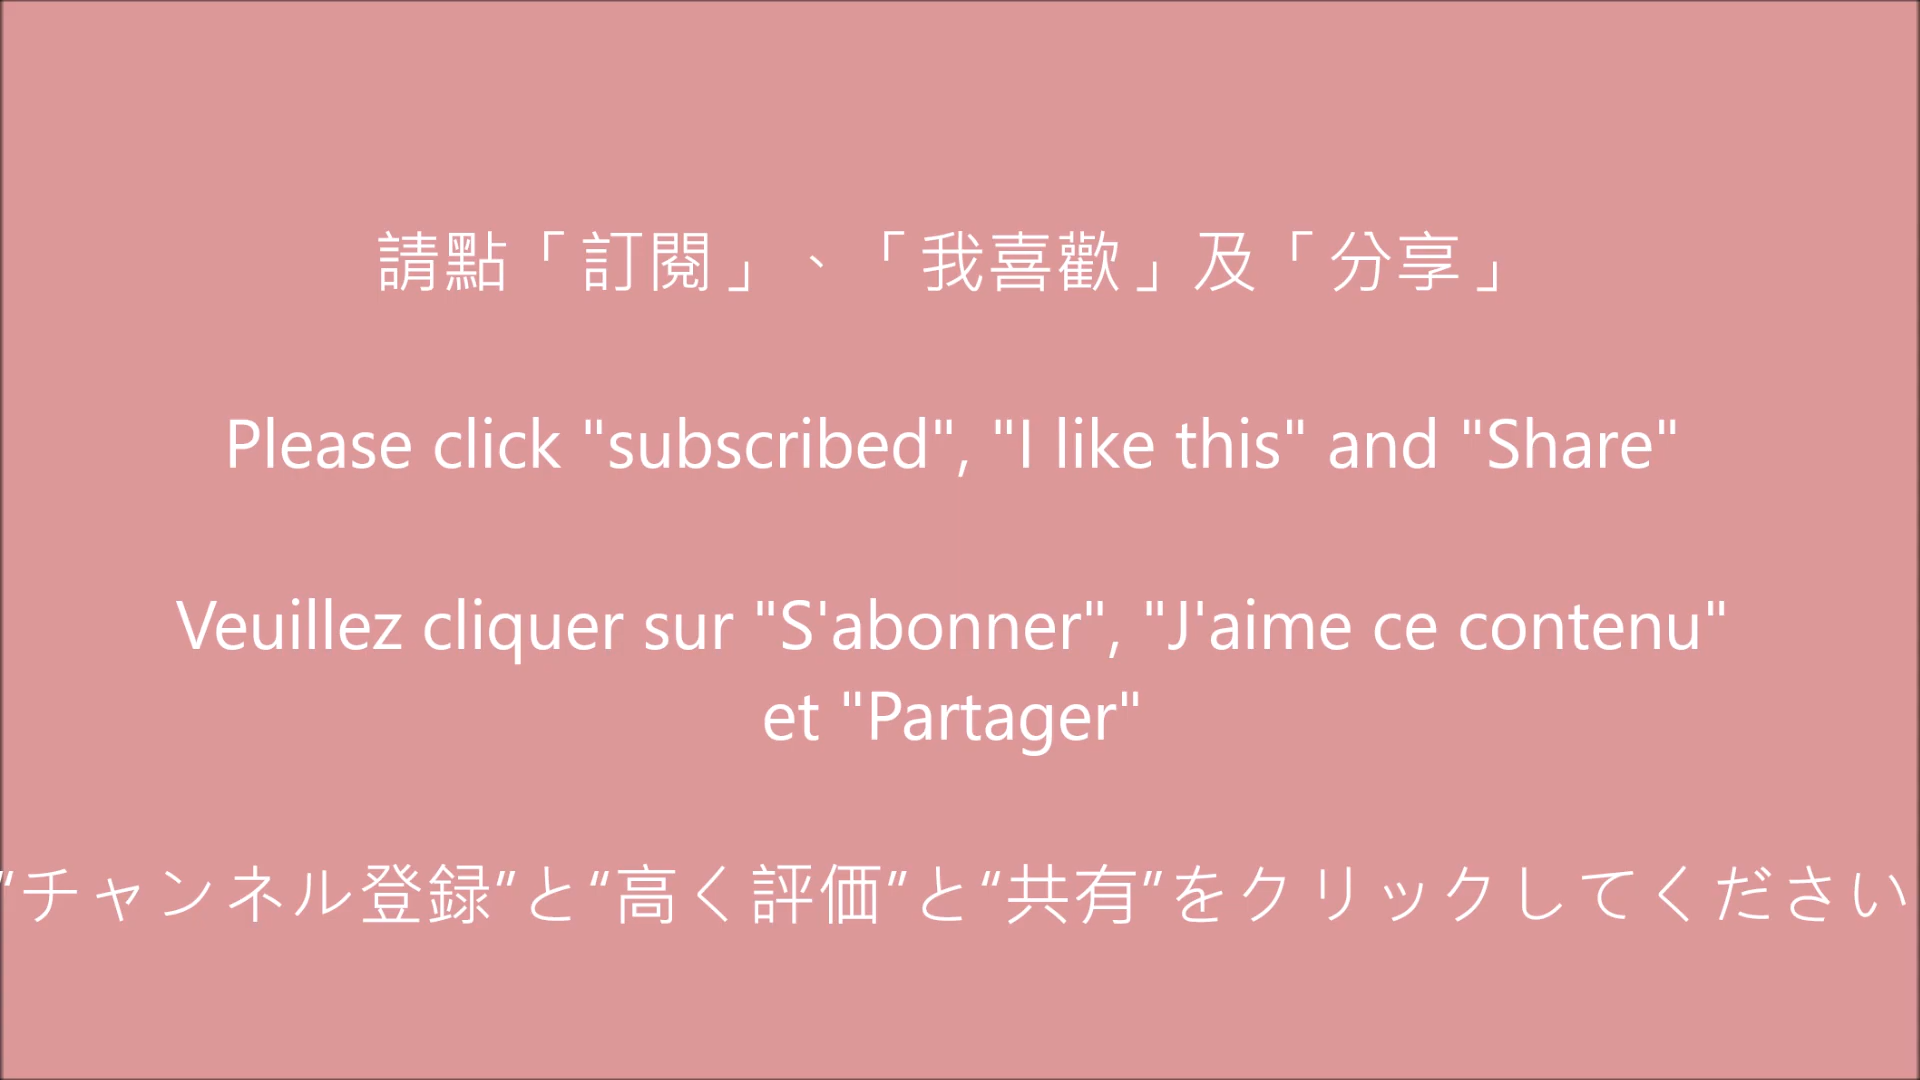 請點「訂閱」、「我喜歡」及「分享」
Please click "subscribed", "I like this" and "Share"
Veuillez cliquer sur "S'abonner", "J'aime ce contenu"
et "Partager"
”チャンネル登録”と“高く評価”と“共有”をクリックしてください